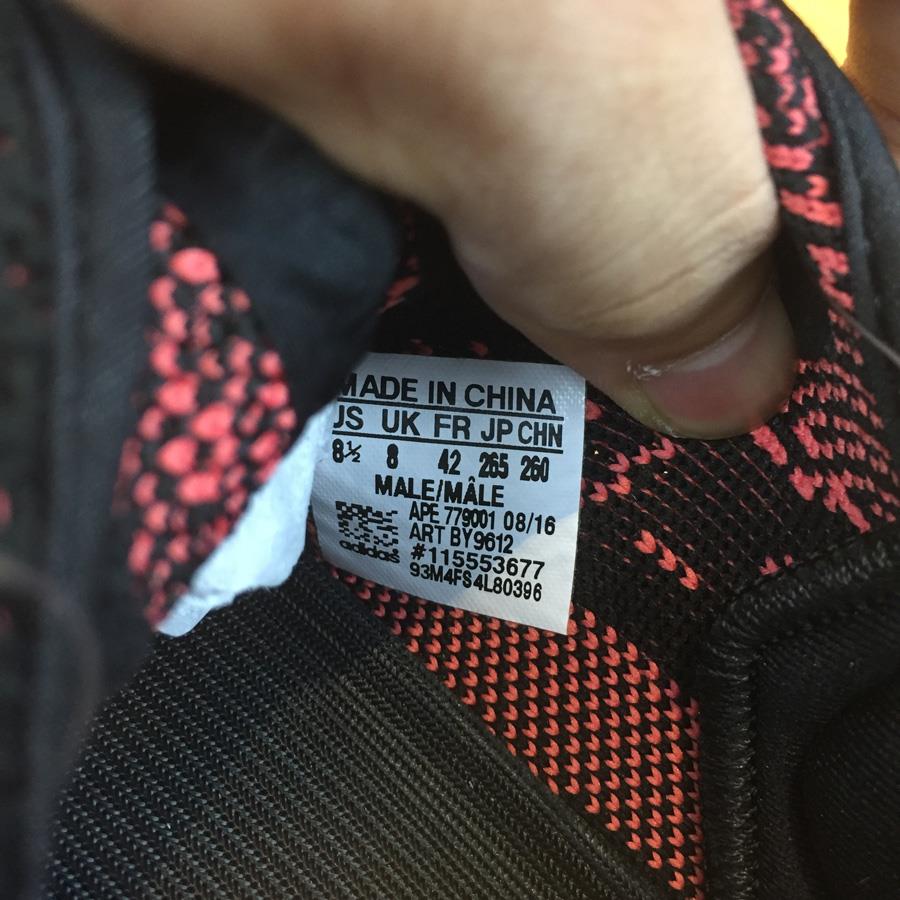 MADE IN CHINA
US UK FR JP CHN
8½ 8 42 265 260
MALE/MÂLE
APE 779001 08/16
ART BY9612
#115553677
adidas
93M4FS4L80396